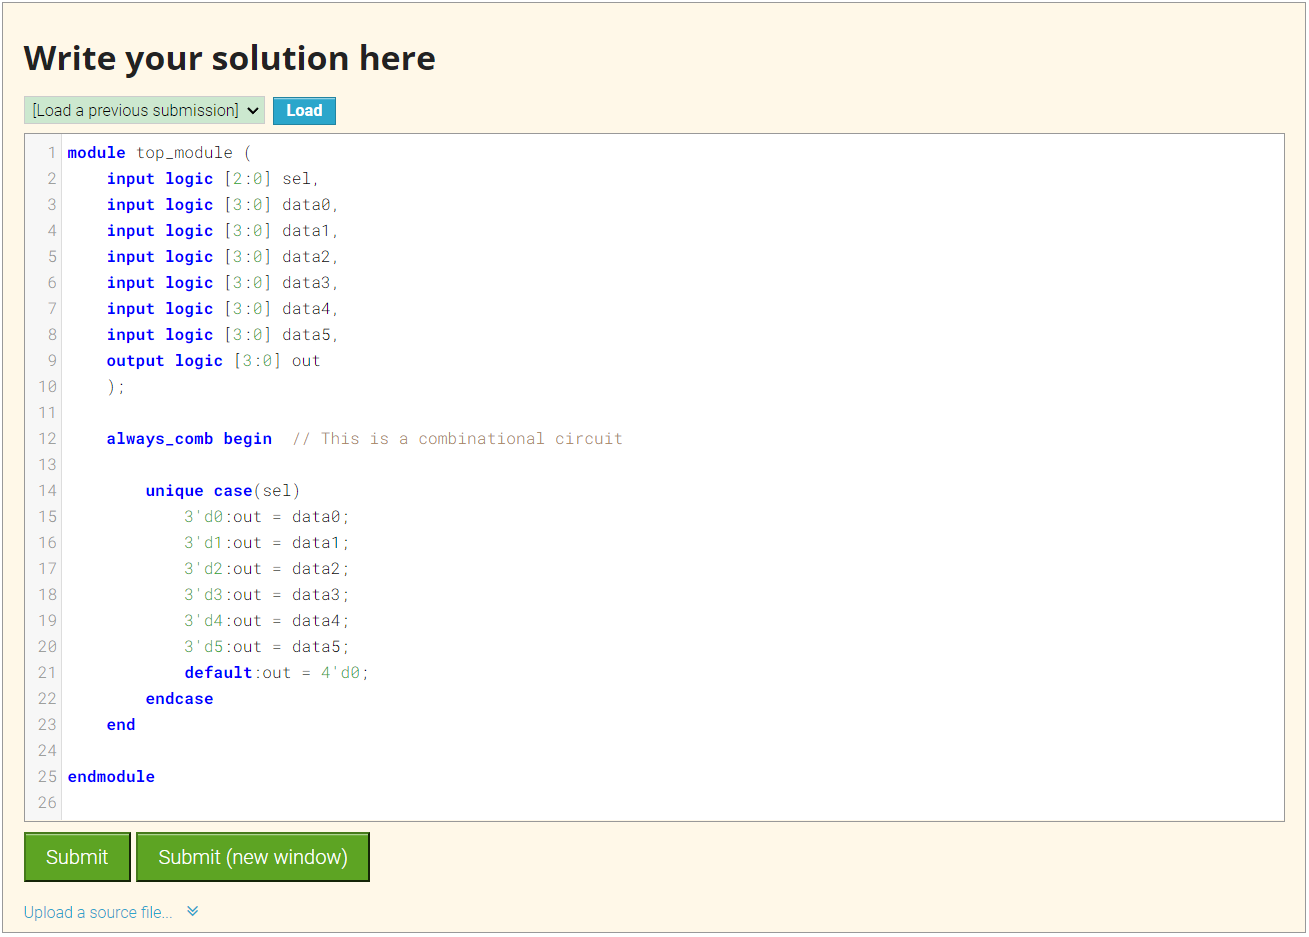 Write your solution here
[Load a previous submission] Load
1 module top_module (
2 input logic [2:0] sel,
3 input logic [3:0] data0,
4 input logic [3:0] data1,
5 input logic [3:0] data2,
6 input logic [3:0] data3,
7 input logic [3:0] data4,
8 input logic [3:0] data5,
9 output logic [3:0] out
10 );
11
12 always_comb begin  // This is a combinational circuit
13
14 unique case(sel)
15 3'd0:out = data0;
16 3'd1:out = data1;
17 3'd2:out = data2;
18 3'd3:out = data3;
19 3'd4:out = data4;
20 3'd5:out = data5;
21 default:out = 4'd0;
22 endcase
23 end
24
25 endmodule
26
Submit Submit (new window)
Upload a source file...